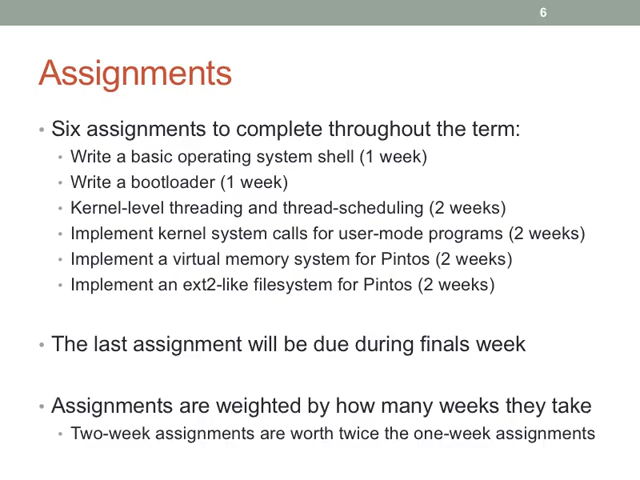 6
Assignments
• Six assignments to complete throughout the term:
• Write a basic operating system shell (1 week)
• Write a bootloader (1 week)
• Kernel-level threading and thread-scheduling (2 weeks)
• Implement kernel system calls for user-mode programs (2 weeks)
• Implement a virtual memory system for Pintos (2 weeks)
• Implement an ext2-like filesystem for Pintos (2 weeks)
• The last assignment will be due during finals week
• Assignments are weighted by how many weeks they take
• Two-week assignments are worth twice the one-week assignments